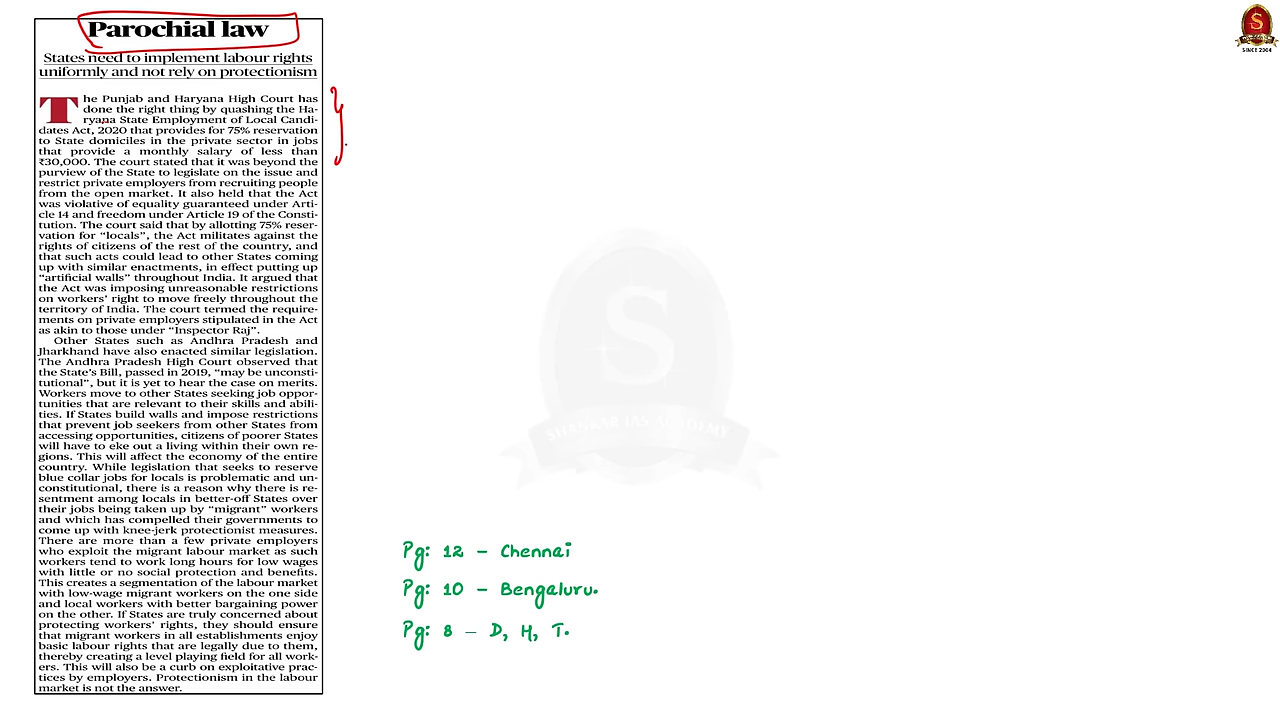 Parochial law
States need to implement labour rights
uniformly and not rely on protectionism
The Punjab and Haryana High Court has
done the right thing by quashing the Ha-
ryana State Employment of Local Candi-
dates Act, 2020 that provides for 75% reservation
to State domiciles in the private sector in jobs
that provide a monthly salary of less than
₹30,000. The court stated that it was beyond the
purview of the State to legislate on the issue and
restrict private employers from recruiting people
from the open market. It also held that the Act
was violative of equality guaranteed under Arti-
cle 14 and freedom under Article 19 of the Consti-
tution. The court said that by allotting 75% reser-
vation for “locals”, the Act militates against the
rights of citizens of the rest of the country, and
that such acts could lead to other States coming
up with similar enactments, in effect putting up
“artificial walls” throughout India. It argued that
the Act was imposing unreasonable restrictions
on workers’ right to move freely throughout the
territory of India. The court termed the require-
ments on private employers stipulated in the Act
as akin to those under “Inspector Raj”.
Other States such as Andhra Pradesh and
Jharkhand have also enacted similar legislation.
The Andhra Pradesh High Court observed that
the State’s Bill, passed in 2019, “may be unconsti-
tutional”, but it is yet to hear the case on merits.
Workers move to other States seeking job oppor-
tunities that are relevant to their skills and abili-
ties. If States build walls and impose restrictions
that prevent job seekers from other States from
accessing opportunities, citizens of poorer States
will have to eke out a living within their own re-
gions. This will affect the economy of the entire
country. While legislation that seeks to reserve
blue collar jobs for locals is problematic and un-
constitutional, there is a reason why there is re-
sentment among locals in better-off States over
their jobs being taken up by “migrant” workers
and which has compelled their governments to
come up with knee-jerk protectionist measures.
There are more than a few private employers
who exploit the migrant labour market as such
workers tend to work long hours for low wages
with little or no social protection and benefits.
This creates a segmentation of the labour market
with low-wage migrant workers on the one side
and local workers with better bargaining power
on the other. If States are truly concerned about
protecting workers’ rights, they should ensure
that migrant workers in all establishments enjoy
basic labour rights that are legally due to them,
thereby creating a level playing field for all work-
ers. This will also be a curb on exploitative prac-
tices by employers. Protectionism in the labour
market is not the answer.
Pg: 12 – Chennai
Pg: 10 – Bengaluru.
Pg: 8 – D, H, T.
S
SHANKAR IAS ACADEMY
S
SINCE 2004